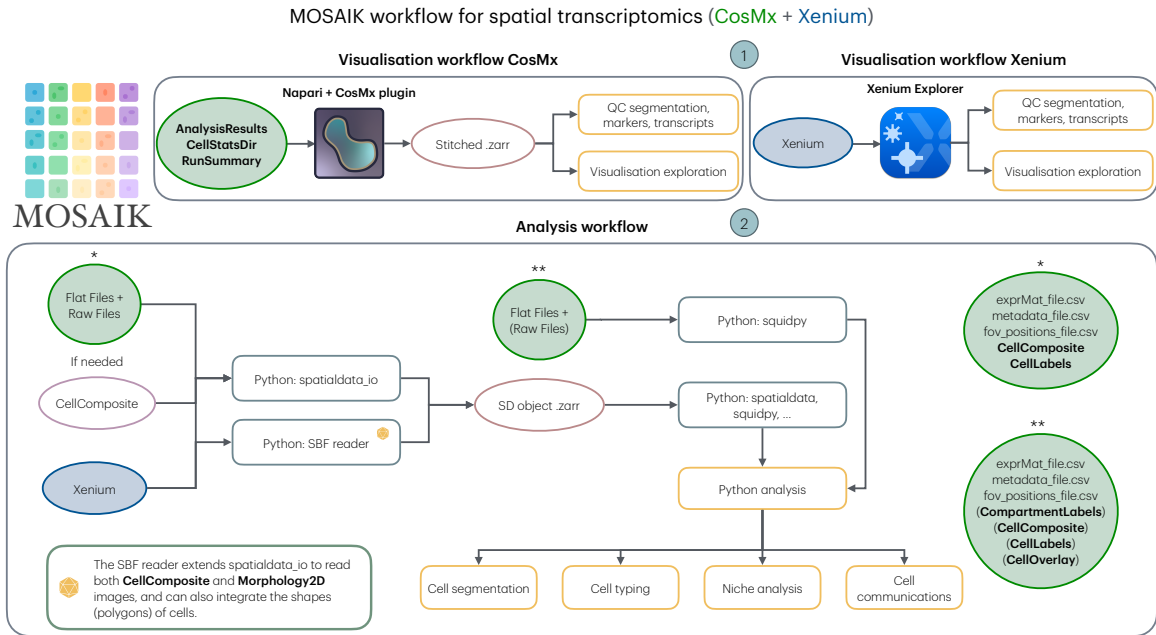 MOSAIK workflow for spatial transcriptomics (CosMx + Xenium)
1
Visualisation workflow CosMx
Napari + CosMx plugin
AnalysisResults
CellStatsDir
RunSummary
Stitched .zarr
QC segmentation,
markers, transcripts
Visualisation exploration
Visualisation workflow Xenium
Xenium Explorer
Xenium
QC segmentation,
markers, transcripts
Visualisation exploration
MOSAIK
Analysis workflow
2
*
Flat Files +
Raw Files
If needed
CellComposite
Xenium
Python: spatialdata_io
Python: SBF reader
**
Flat Files +
(Raw Files)
SD object .zarr
Python: squidpy
Python: spatialdata,
squidpy, ...
Python analysis
Cell segmentation
Cell typing
Niche analysis
Cell
communications
*
exprMat_file.csv
metadata_file.csv
fov_positions_file.csv
CellComposite
CellLabels
**
exprMat_file.csv
metadata_file.csv
fov_positions_file.csv
(CompartmentLabels)
(CellComposite)
(CellLabels)
(CellOverlay)
The SBF reader extends spatialdata_io to read
both CellComposite and Morphology2D
images, and can also integrate the shapes
(polygons) of cells.